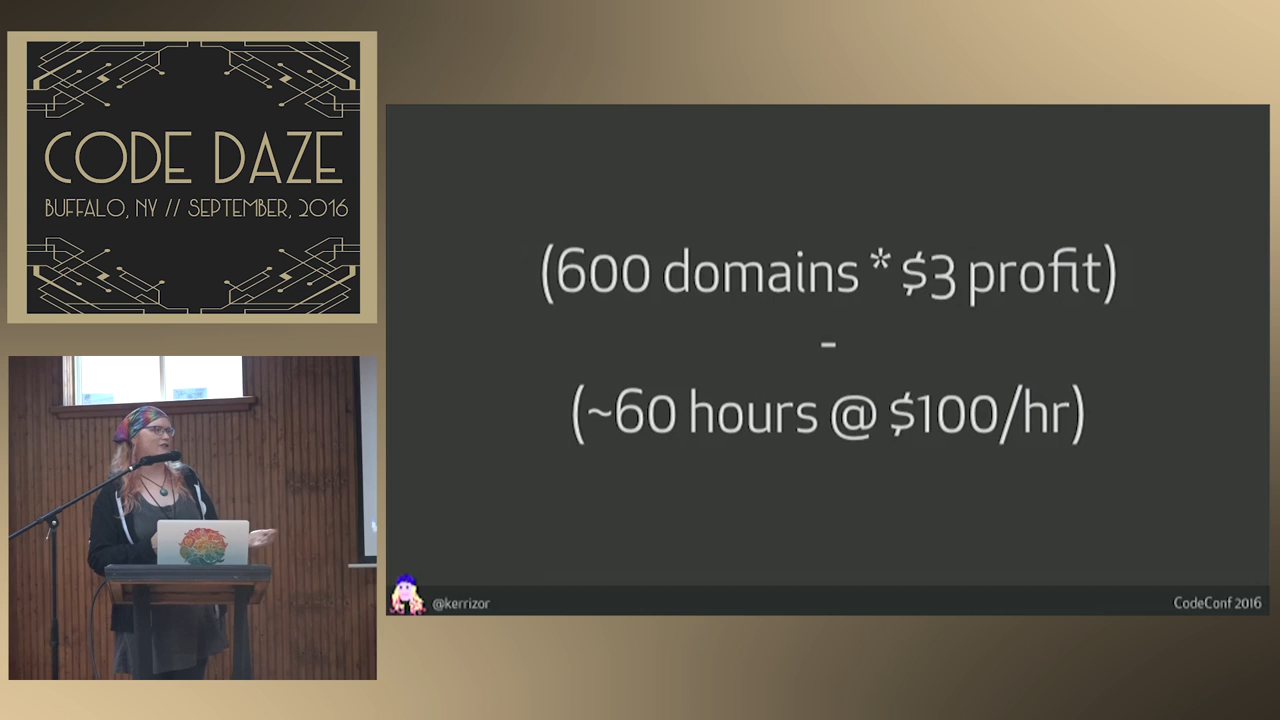 CODE DAZE
BUFFALO, NY // SEPTEMBER, 2016
(600 domains * $3 profit)
-
(~60 hours @ $100/hr)
@kerrizor
CodeConf 2016